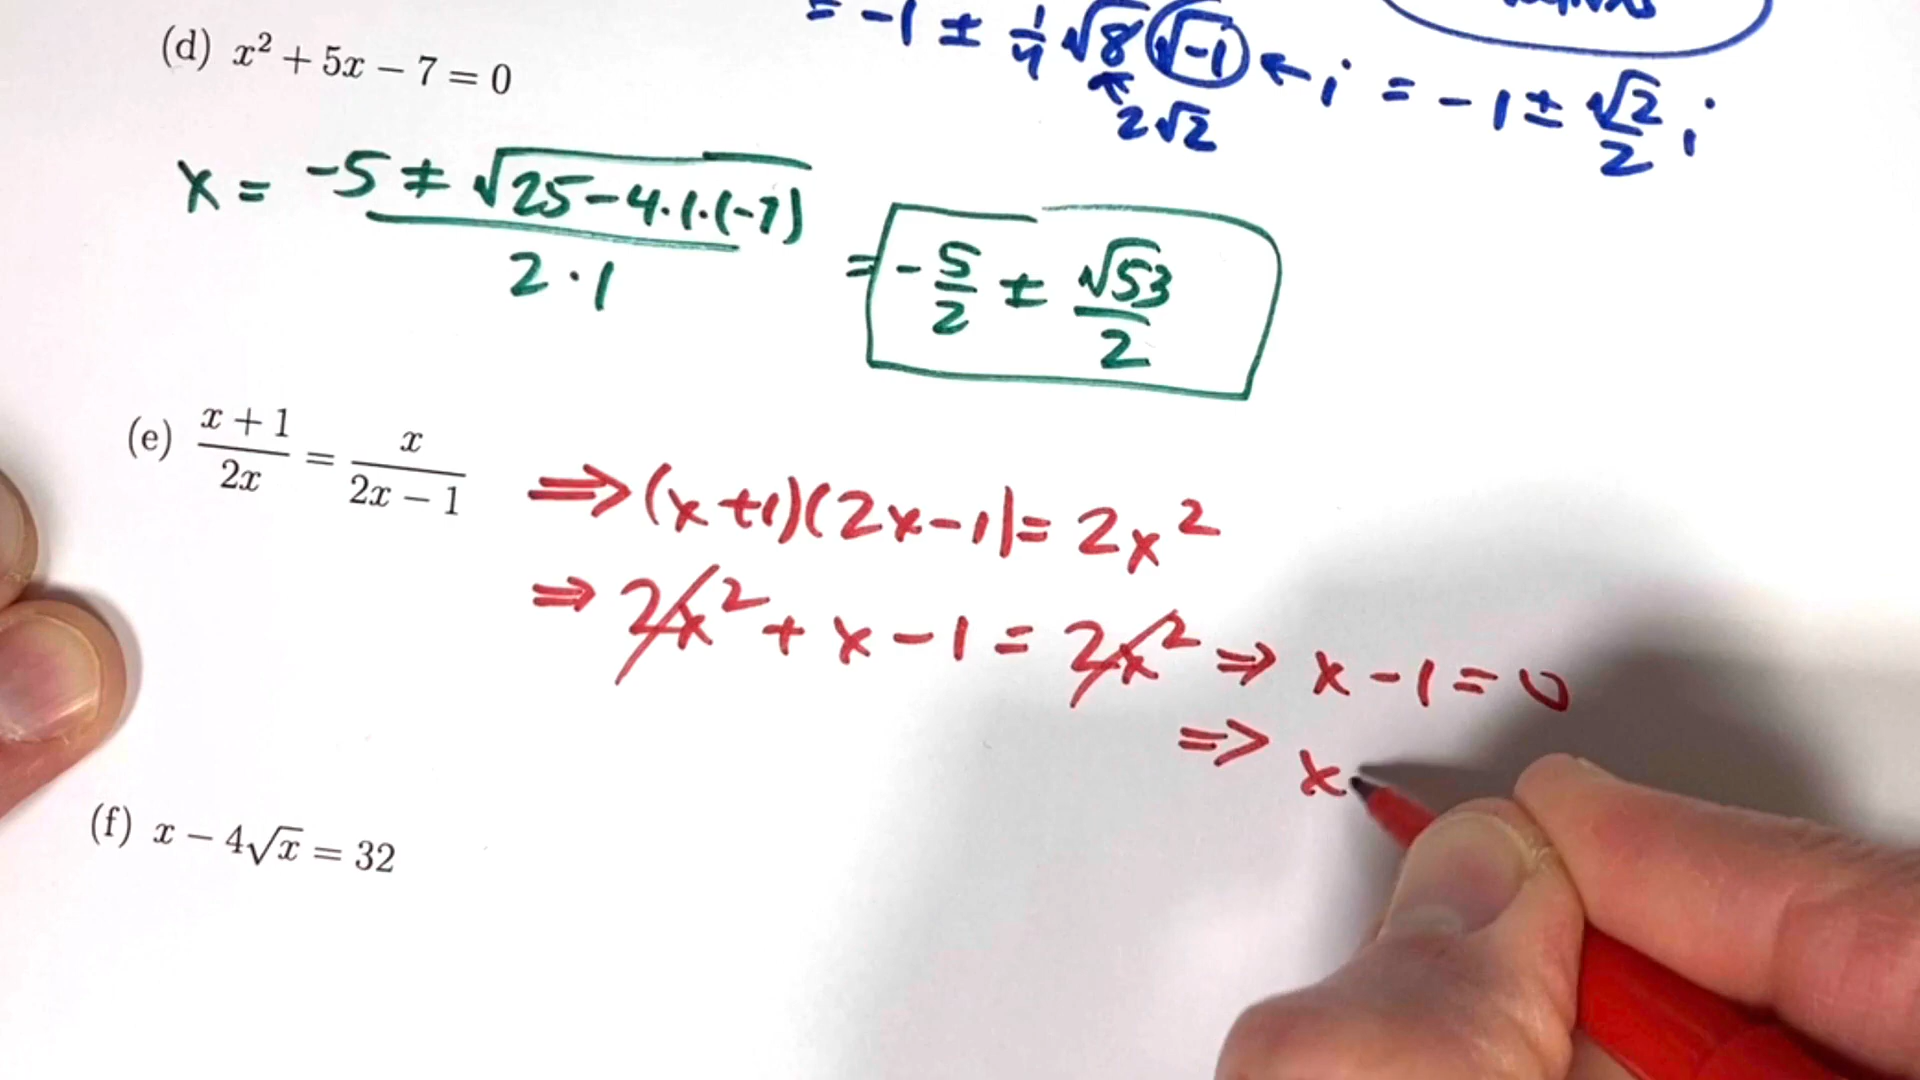 = -1 ± 1/4 √8 √-1 ← i = -1 ± √2/2 i
2√2
(d) x² + 5x − 7 = 0
x = -5 ± √25-4·1·(-7) / 2·1 = -5/2 ± √53/2
(e) x + 1 / 2x = x / 2x − 1 ⇒ (x+1)(2x-1) = 2x²
⇒ 2x² + x - 1 = 2x² ⇒ x - 1 = 0
⇒ x
(f) x − 4√x = 32